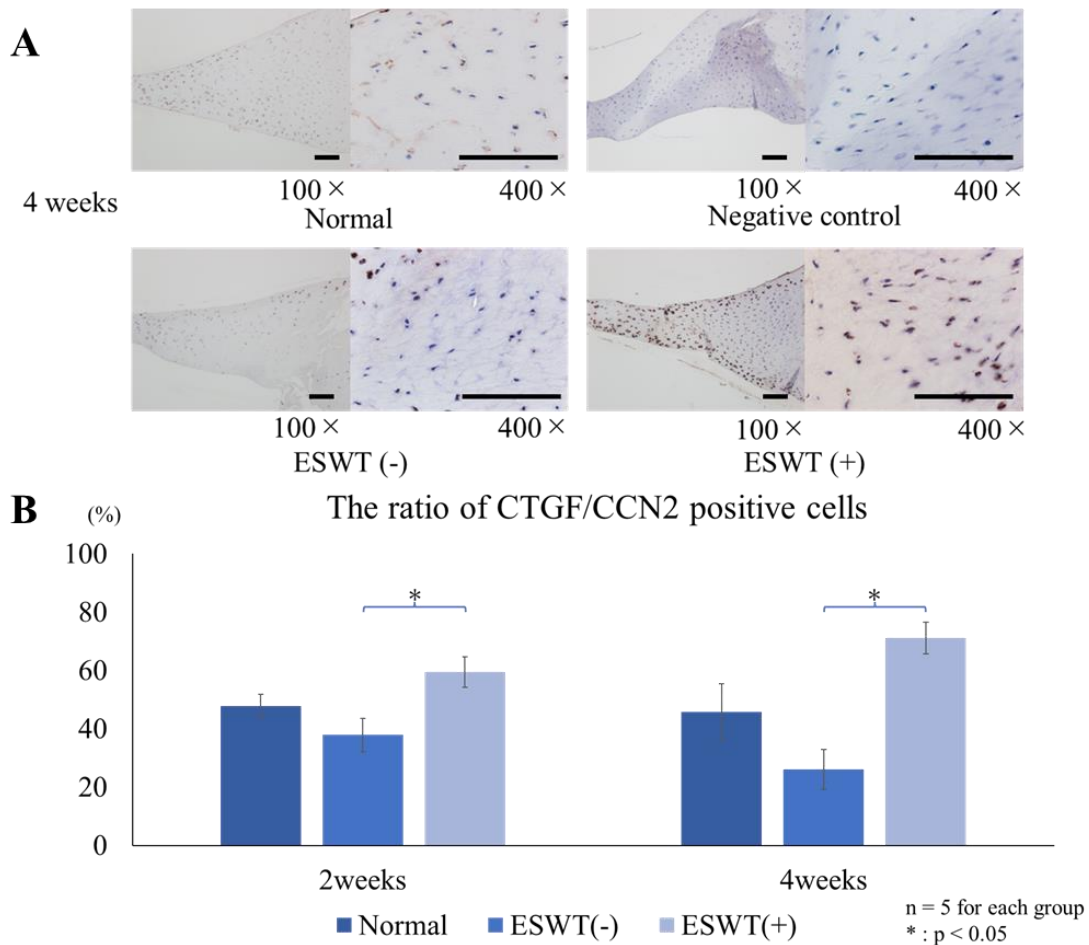 A
100 ×
400 ×
100 ×
400 ×
4 weeks
Normal
Negative control
100 ×
400 ×
100 ×
400 ×
ESWT (-)
ESWT (+)
B
(%)
The ratio of CTGF/CCN2 positive cells
100
80
60
40
20
0
*
*
2weeks
4weeks
Normal
ESWT(-)
ESWT(+)
n = 5 for each group
* : p < 0.05